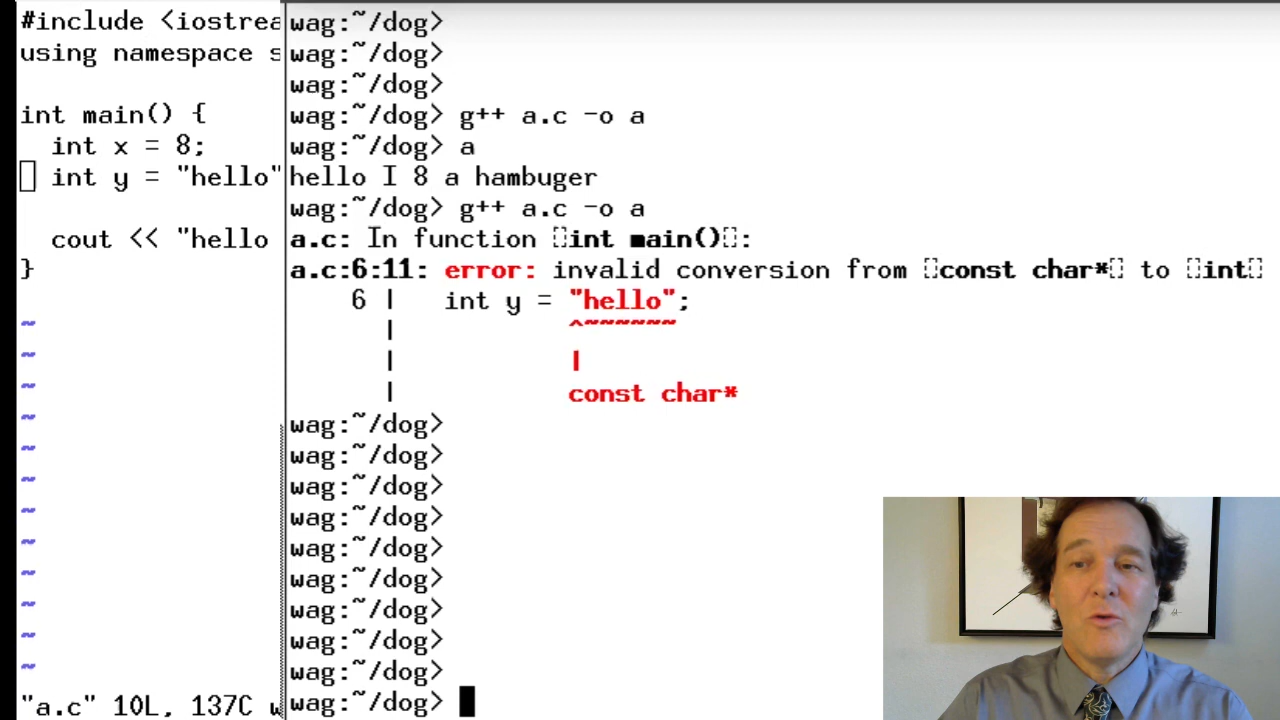 #include <iostrea
using namespace s
int main() {
int x = 8;
int y = "hello"
cout << "hello
}
~
~
~
~
~
~
~
~
~
~
~
~
"a.c" 10L, 137C w
wag:~/dog>
wag:~/dog>
wag:~/dog>
wag:~/dog> g++ a.c -o a
wag:~/dog> a
hello I 8 a hambuger
wag:~/dog> g++ a.c -o a
a.c: In function int main():
a.c:6:11: error: invalid conversion from const char* to int
6 | int y = "hello";
| ^~~~~~~
| |
| const char*
wag:~/dog>
wag:~/dog>
wag:~/dog>
wag:~/dog>
wag:~/dog>
wag:~/dog>
wag:~/dog>
wag:~/dog>
wag:~/dog>
wag:~/dog>